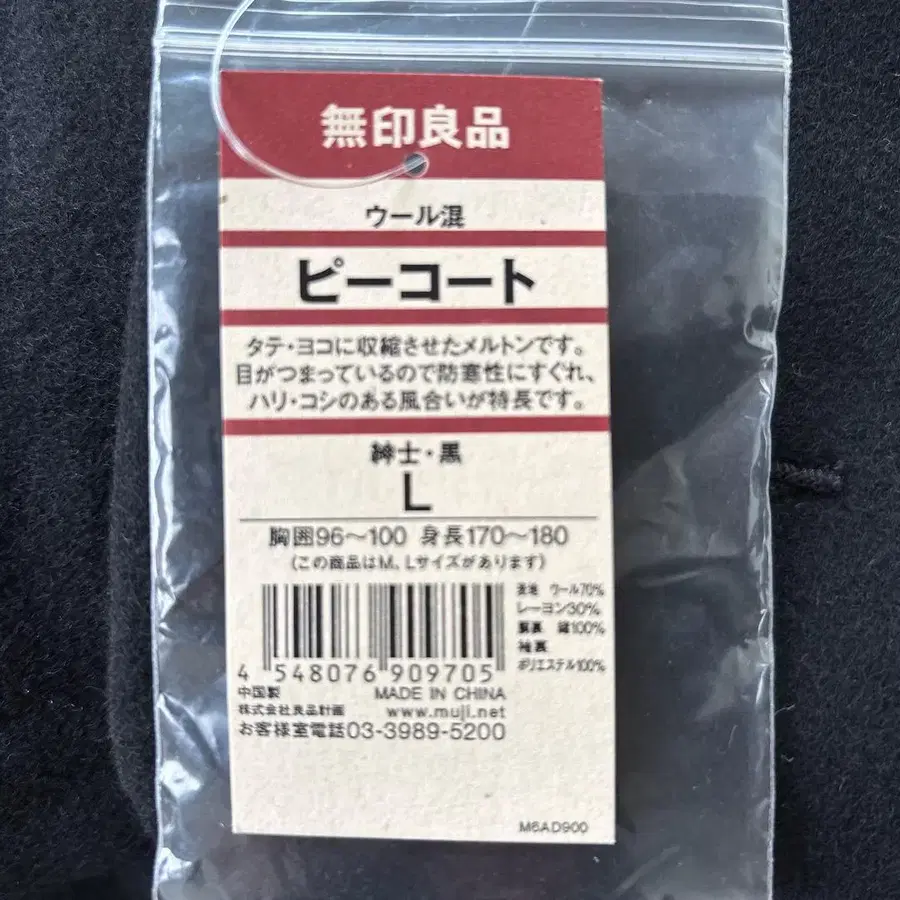 無印良品
ウール混
ピーコート
タテ・ヨコに収縮させたメルトンです。
目がつまっているので防寒性にすぐれ、
ハリ・コシのある風合いが特長です。
紳士・黒
L
胸囲96～100 身長170～180
(この商品はM、Lサイズがあります)
表地 ウール70%
レーヨン30%
胴裏 綿100%
袖裏
ポリエステル100%
4 548076 909705
中国製 MADE IN CHINA
株式会社良品計画 www.muji.net
お客様室電話03-3989-5200
M6AD900